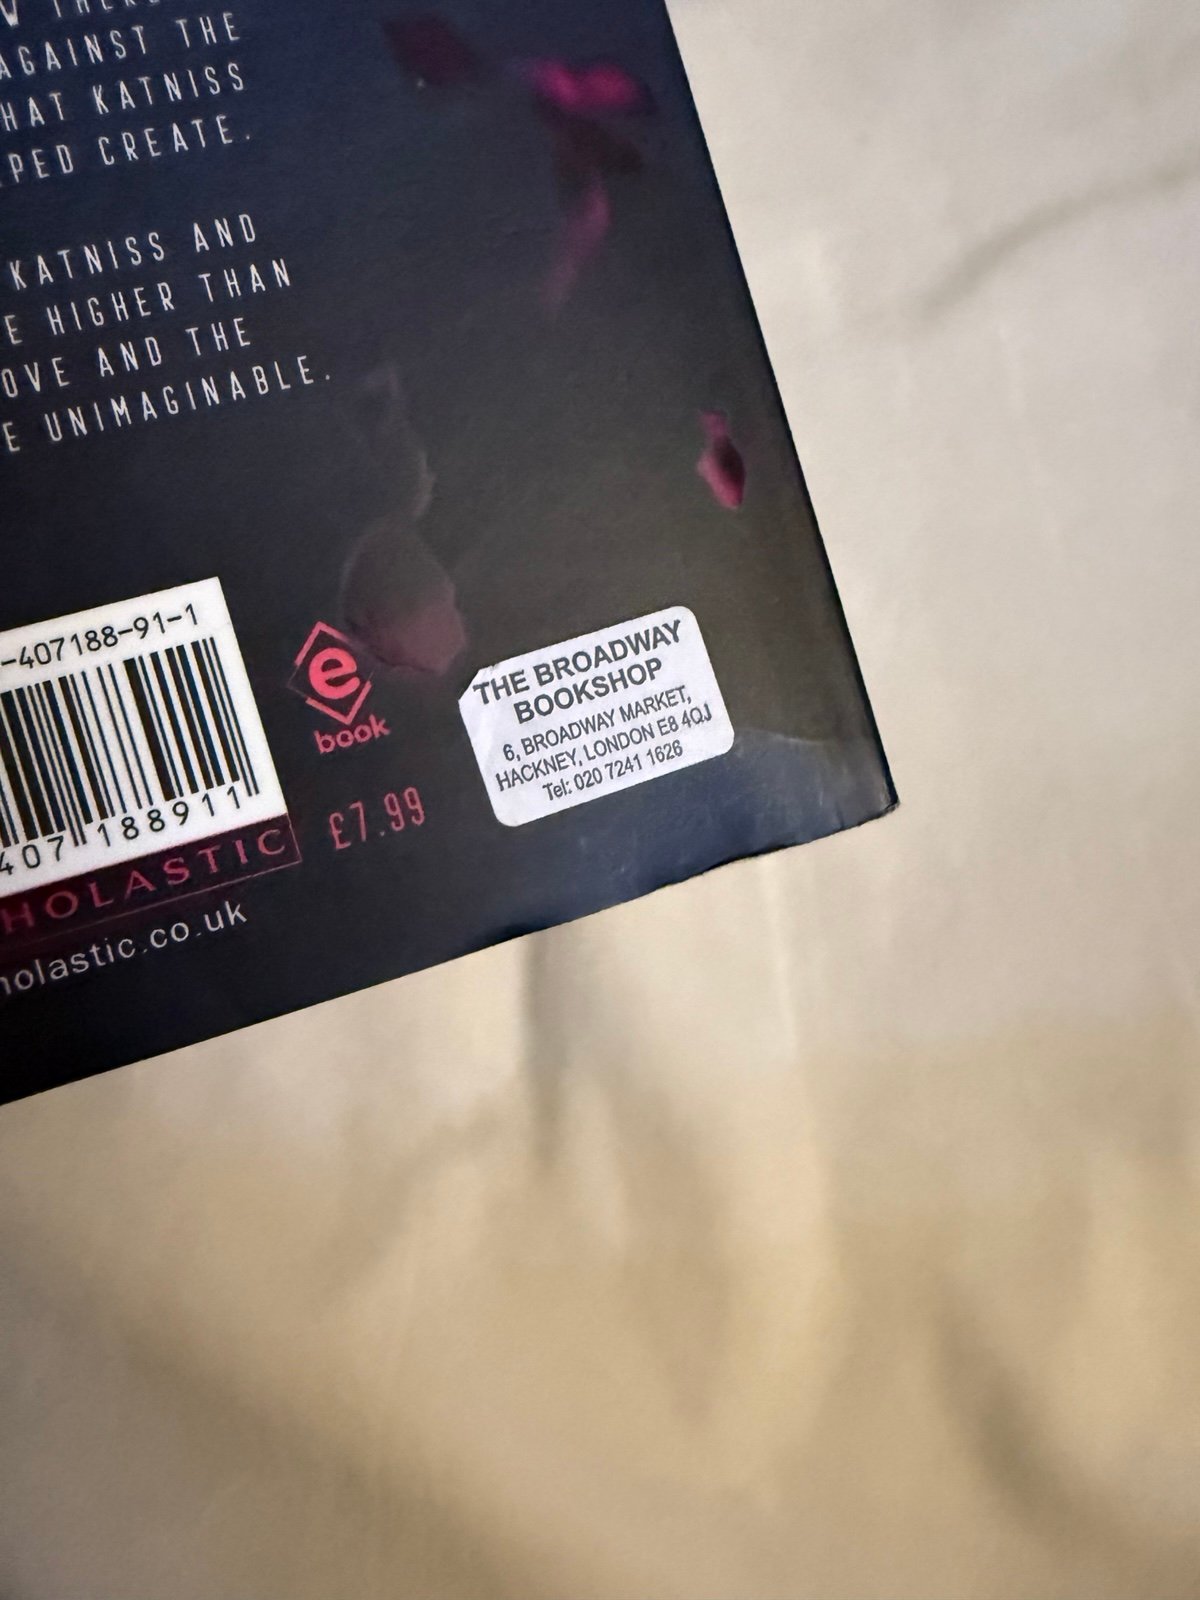 AGAINST THE
HAT KATNISS
PED CREATE.
KATNISS AND
E HIGHER THAN
OVE AND THE
E UNIMAGINABLE.
-407188-91-1
407 188911
e
book
£7.99
HOLASTIC
holastic.co.uk
THE BROADWAY
BOOKSHOP
6, BROADWAY MARKET,
HACKNEY, LONDON E8 4QJ
Tel: 020 7241 1626